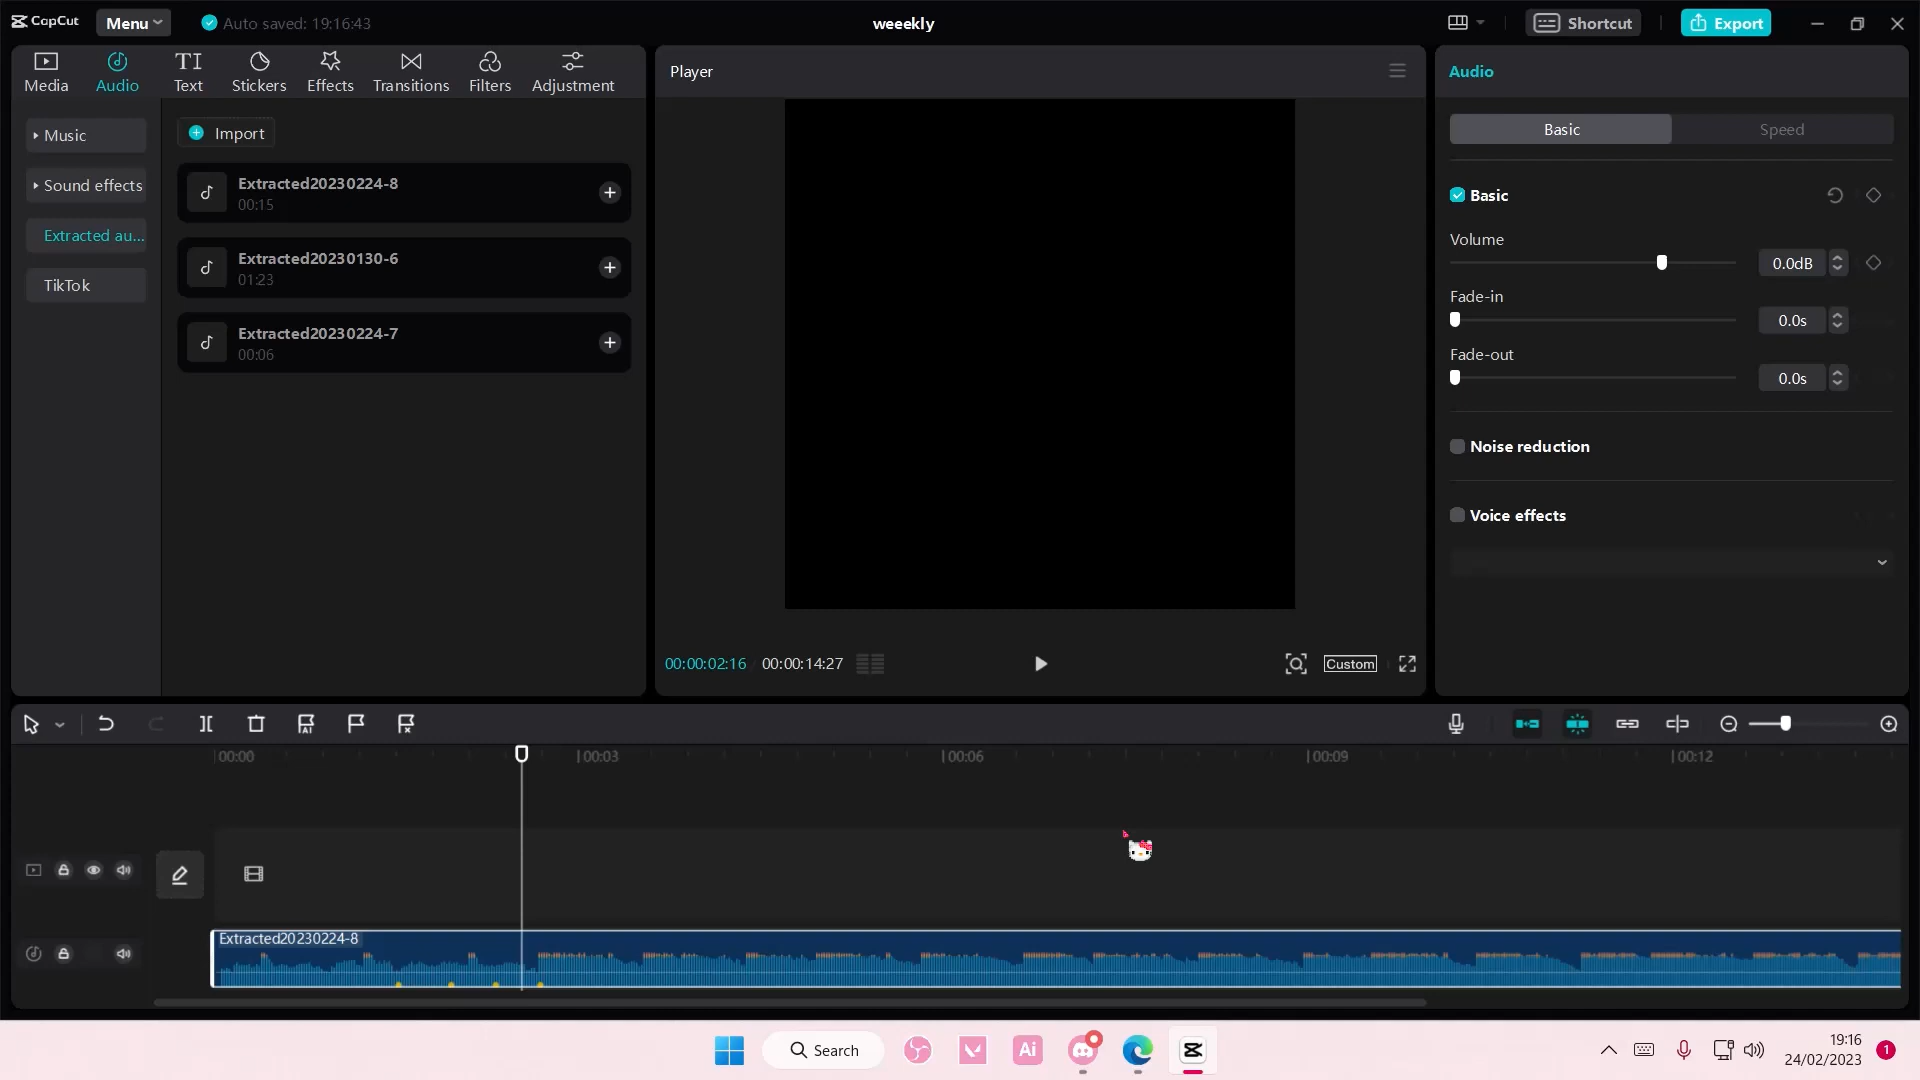 CapCut
Menu
Auto saved: 19:16:43
weeekly
Shortcut
Export
Media
Audio
Text
Stickers
Effects
Transitions
Filters
Adjustment
Music
Sound effects
Extracted au...
TikTok
Import
Extracted20230224-8
00:15
Extracted20230130-6
01:23
Extracted20230224-7
00:06
Player
00:00:02:16
00:00:14:27
Custom
Audio
Basic
Speed
Basic
Volume
0.0dB
Fade-in
0.0s
Fade-out
0.0s
Noise reduction
Voice effects
00:00
00:03
00:06
00:09
00:12
Extracted20230224-8
Search
Ai
19:16
24/02/2023
1